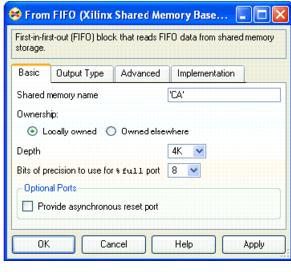 From FIFO (Xilinx Shared Memory Base...
First-in-first-out (FIFO) block that reads FIFO data from shared memory
storage.
Basic Output Type Advanced Implementation
Shared memory name 'CA'
Ownership:
Locally owned Owned elsewhere
Depth 4K
Bits of precision to use for % full port 8
Optional Ports
Provide asynchronous reset port
OK Cancel Help Apply